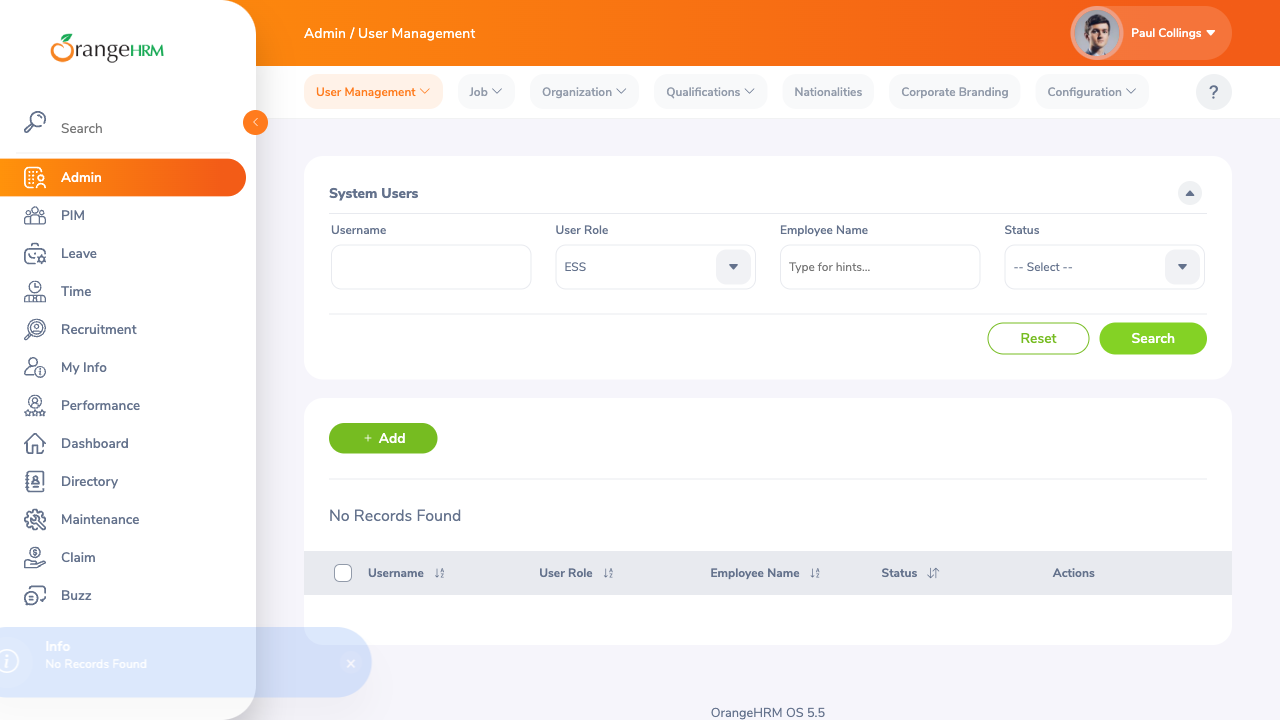 OrangeHRM
Search
Admin
PIM
Leave
Time
Recruitment
My Info
Performance
Dashboard
Directory
Maintenance
Claim
Buzz
Admin / User Management
Paul Collings
User Management
Job
Organization
Qualifications
Nationalities
Corporate Branding
Configuration
?
System Users
Username
User Role
Employee Name
Status
ESS
Type for hints...
-- Select --
Reset
Search
+ Add
No Records Found
Username
User Role
Employee Name
Status
Actions
Info
No Records Found
OrangeHRM OS 5.5